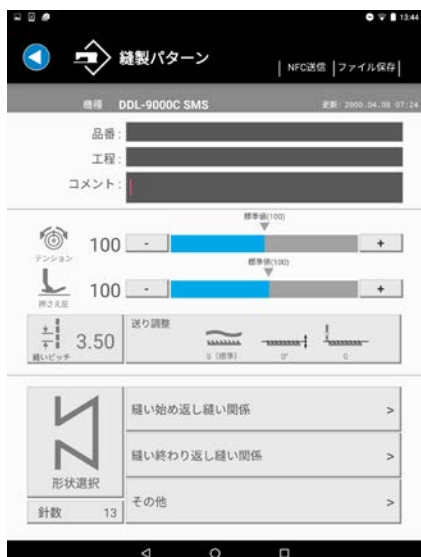 13:44
縫製パターン
NFC送信 ファイル保存
機種 DDL-9000C SMS 更新: 2000.04.08 07:24
品番:
工程:
コメント:
標準値(100)
テンション 100 - +
標準値(100)
押さえ圧 100 - +
縫いピッチ 3.50
送り調整
S (標準) 0° 0
形状選択
針数 13
縫い始め返し縫い関係 >
縫い終わり返し縫い関係 >
その他 >